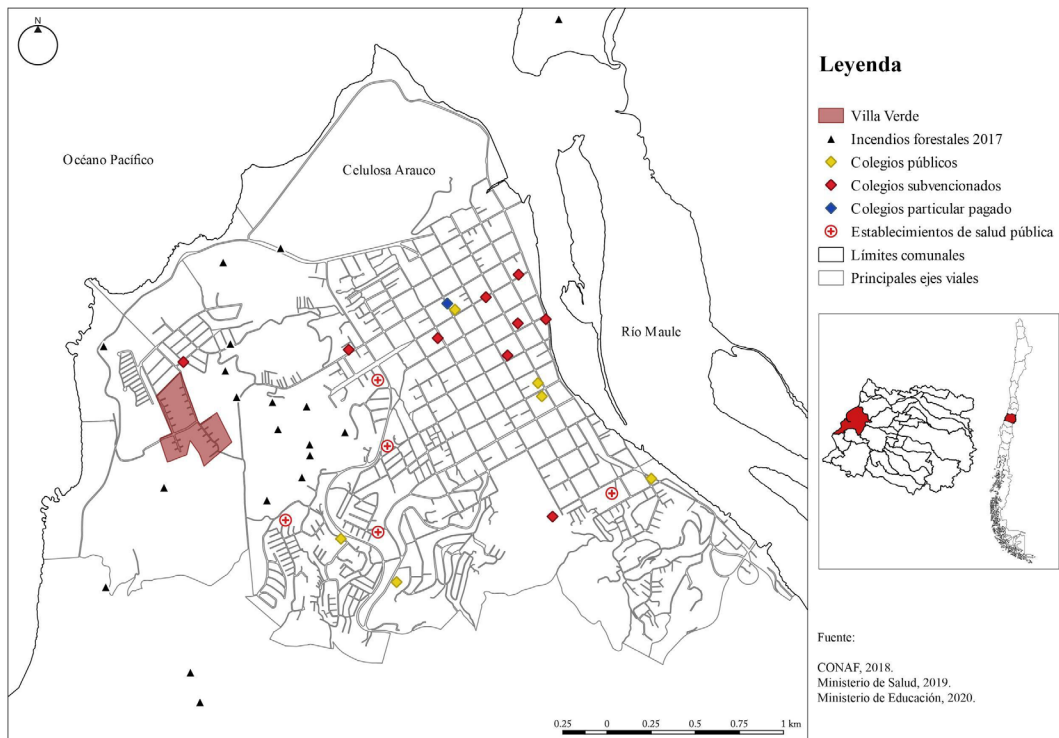 N
Océano Pacífico
Celulosa Arauco
Río Maule
0.25 0 0.25 0.5 0.75 1 km
Leyenda
Villa Verde
Incendios forestales 2017
Colegios públicos
Colegios subvencionados
Colegios particular pagado
Establecimientos de salud pública
Límites comunales
Principales ejes viales
Fuente:
CONAF, 2018.
Ministerio de Salud, 2019.
Ministerio de Educación, 2020.